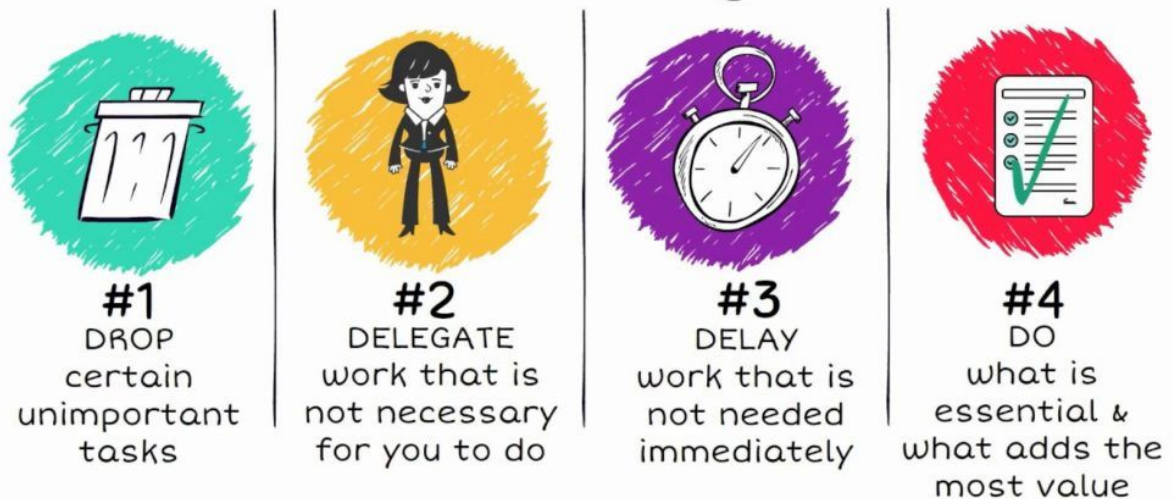 #1
DROP
certain
unimportant
tasks
#2
DELEGATE
work that is
not necessary
for you to do
#3
DELAY
work that is
not needed
immediately
#4
DO
what is
essential &
what adds the
most value